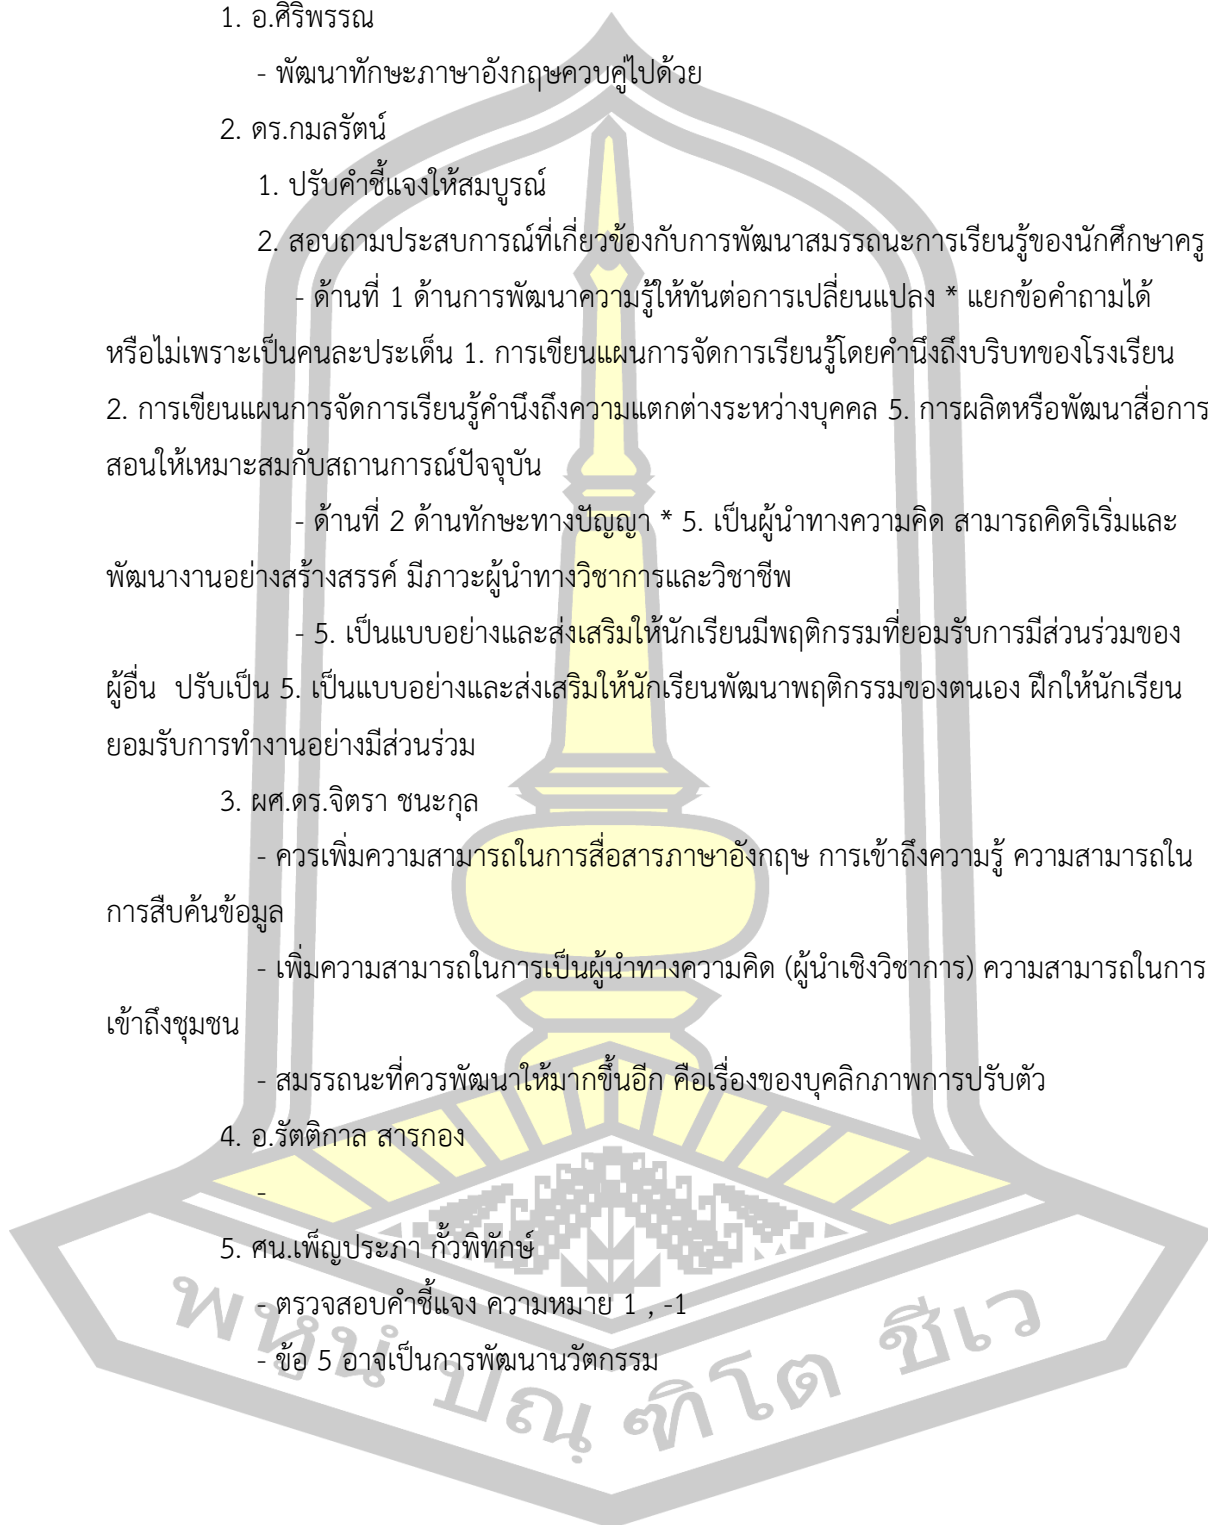 1. อ.ศิริพรรณ
- พัฒนาทักษะภาษาอังกฤษควบคู่ไปด้วย
2. ดร.กมลรัตน์
1. ปรับคำชี้แจงให้สมบูรณ์
2. สอบถามประสบการณ์ที่เกี่ยวข้องกับการพัฒนาสมรรถนะการเรียนรู้ของนักศึกษาครู
- ด้านที่ 1 ด้านการพัฒนาความรู้ให้ทันต่อการเปลี่ยนแปลง * แยกข้อคำถามได้
หรือไม่เพราะเป็นคนละประเด็น 1. การเขียนแผนการจัดการเรียนรู้โดยคำนึงถึงบริบทของโรงเรียน
2. การเขียนแผนการจัดการเรียนรู้คำนึงถึงความแตกต่างระหว่างบุคคล 5. การผลิตหรือพัฒนาสื่อการ
สอนให้เหมาะสมกับสถานการณ์ปัจจุบัน
- ด้านที่ 2 ด้านทักษะทางปัญญา * 5. เป็นผู้นำทางความคิด สามารถคิดริเริ่มและ
พัฒนางานอย่างสร้างสรรค์ มีภาวะผู้นำทางวิชาการและวิชาชีพ
- 5. เป็นแบบอย่างและส่งเสริมให้นักเรียนมีพฤติกรรมที่ยอมรับการมีส่วนร่วมของ
ผู้อื่น ปรับเป็น 5. เป็นแบบอย่างและส่งเสริมให้นักเรียนพัฒนาพฤติกรรมของตนเอง ฝึกให้นักเรียน
ยอมรับการทำงานอย่างมีส่วนร่วม
3. ผศ.ดร.จิตรา ชนะกุล
- ควรเพิ่มความสามารถในการสื่อสารภาษาอังกฤษ การเข้าถึงความรู้ ความสามารถใน
การสืบค้นข้อมูล
- เพิ่มความสามารถในการเป็นผู้นำทางความคิด (ผู้นำเชิงวิชาการ) ความสามารถในการ
เข้าถึงชุมชน
- สมรรถนะที่ควรพัฒนาให้มากขึ้นอีก คือเรื่องของบุคลิกภาพการปรับตัว
4. อ.รัตติกาล สารกอง
-
5. ศน.เพ็ญประภา กั้วพิทักษ์
- ตรวจสอบคำชี้แจง ความหมาย 1 , -1
- ข้อ 5 อาจเป็นการพัฒนานวัตกรรม
พหูนํ ปณฺฑิโต ชีเว